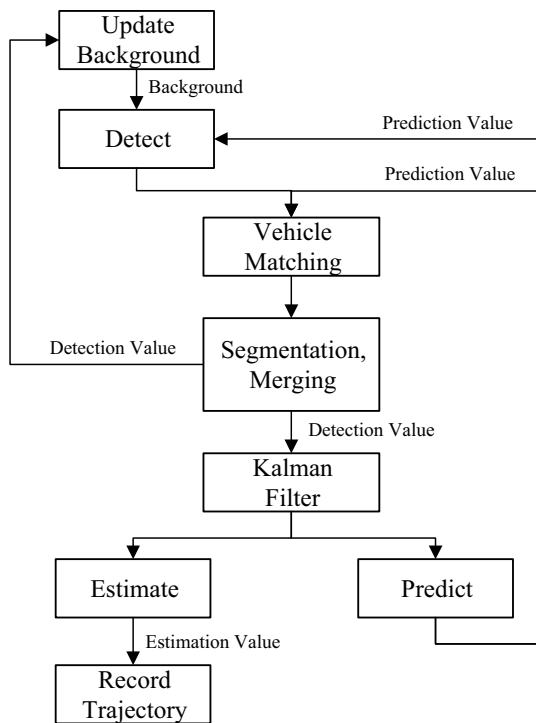 Update
Background
Background
Prediction Value
Detect
Prediction Value
Vehicle
Matching
Segmentation,
Merging
Detection Value
Detection Value
Kalman
Filter
Estimate
Predict
Estimation Value
Record
Trajectory